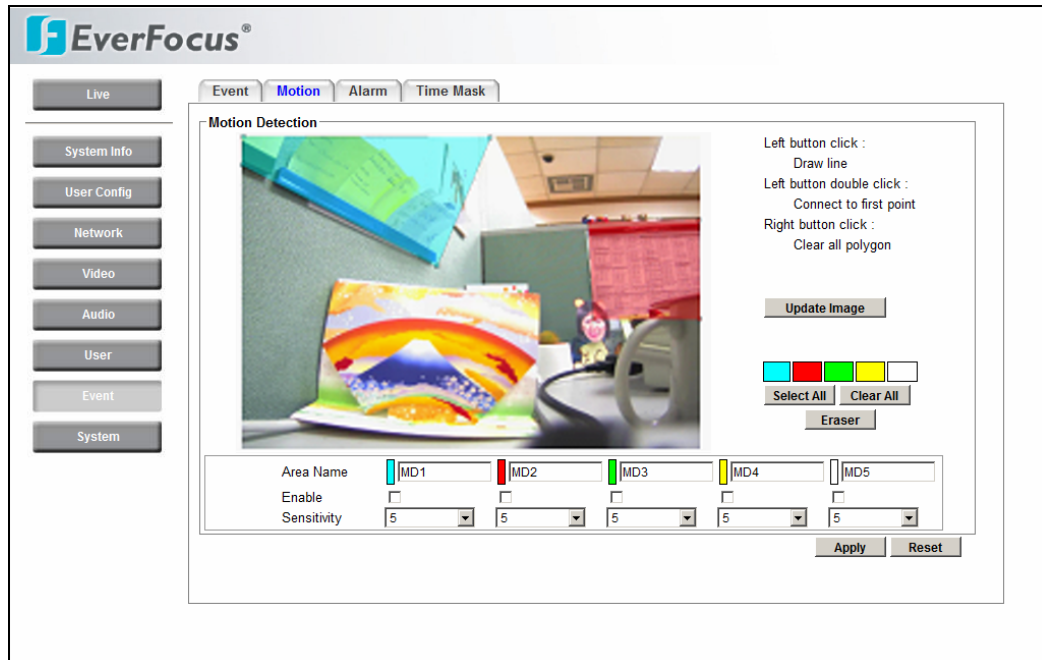 EverFocus®
Live
System Info
User Config
Network
Video
Audio
User
Event
System
Event Motion Alarm Time Mask
Motion Detection
Left button click :
Draw line
Left button double click :
Connect to first point
Right button click :
Clear all polygon
Update Image
Select All Clear All
Eraser
Area Name MD1 MD2 MD3 MD4 MD5
Enable
Sensitivity 5 5 5 5 5
Apply Reset